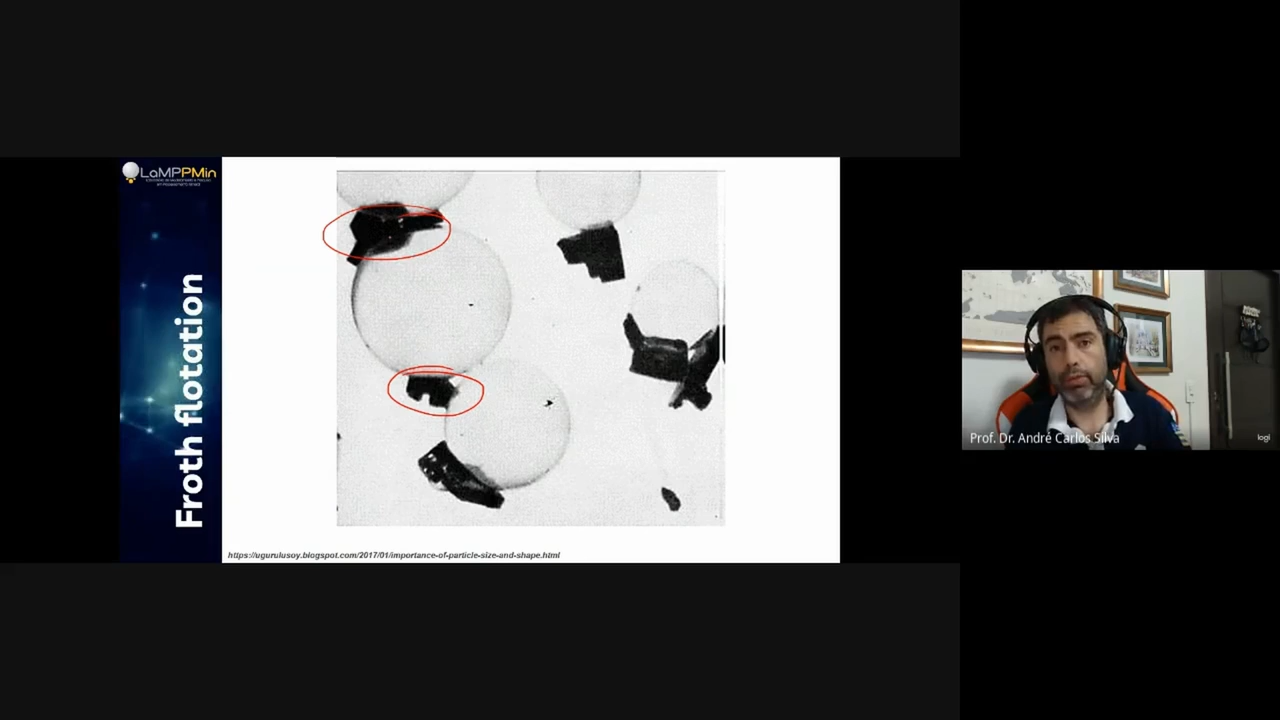 LaMPPMin
Froth flotation
https://ugurulusoy.blogspot.com/2017/01/importance-of-particle-size-and-shape.html
Prof. Dr. André Carlos Silva
logi